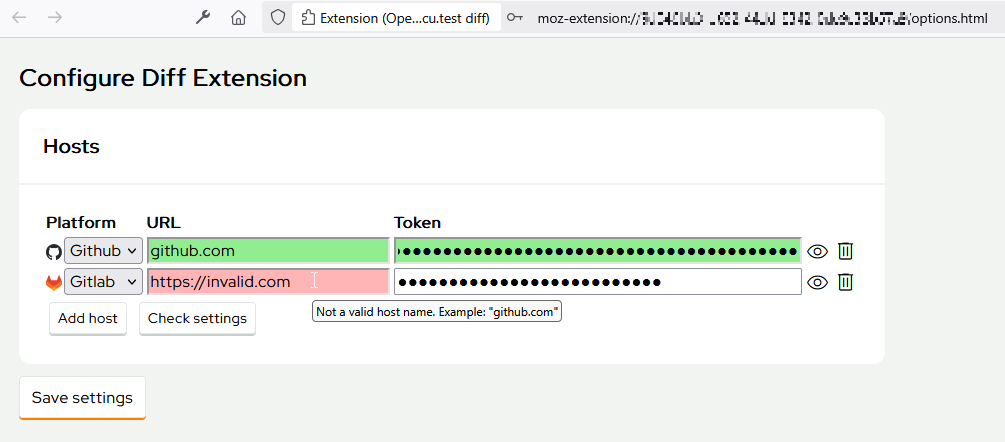 Extension (Ope...cu.test diff) moz-extension:// /options.html
Configure Diff Extension
Hosts
Platform URL Token
Github github.com
Gitlab https://invalid.com
Not a valid host name. Example: "github.com"
Add host Check settings
Save settings